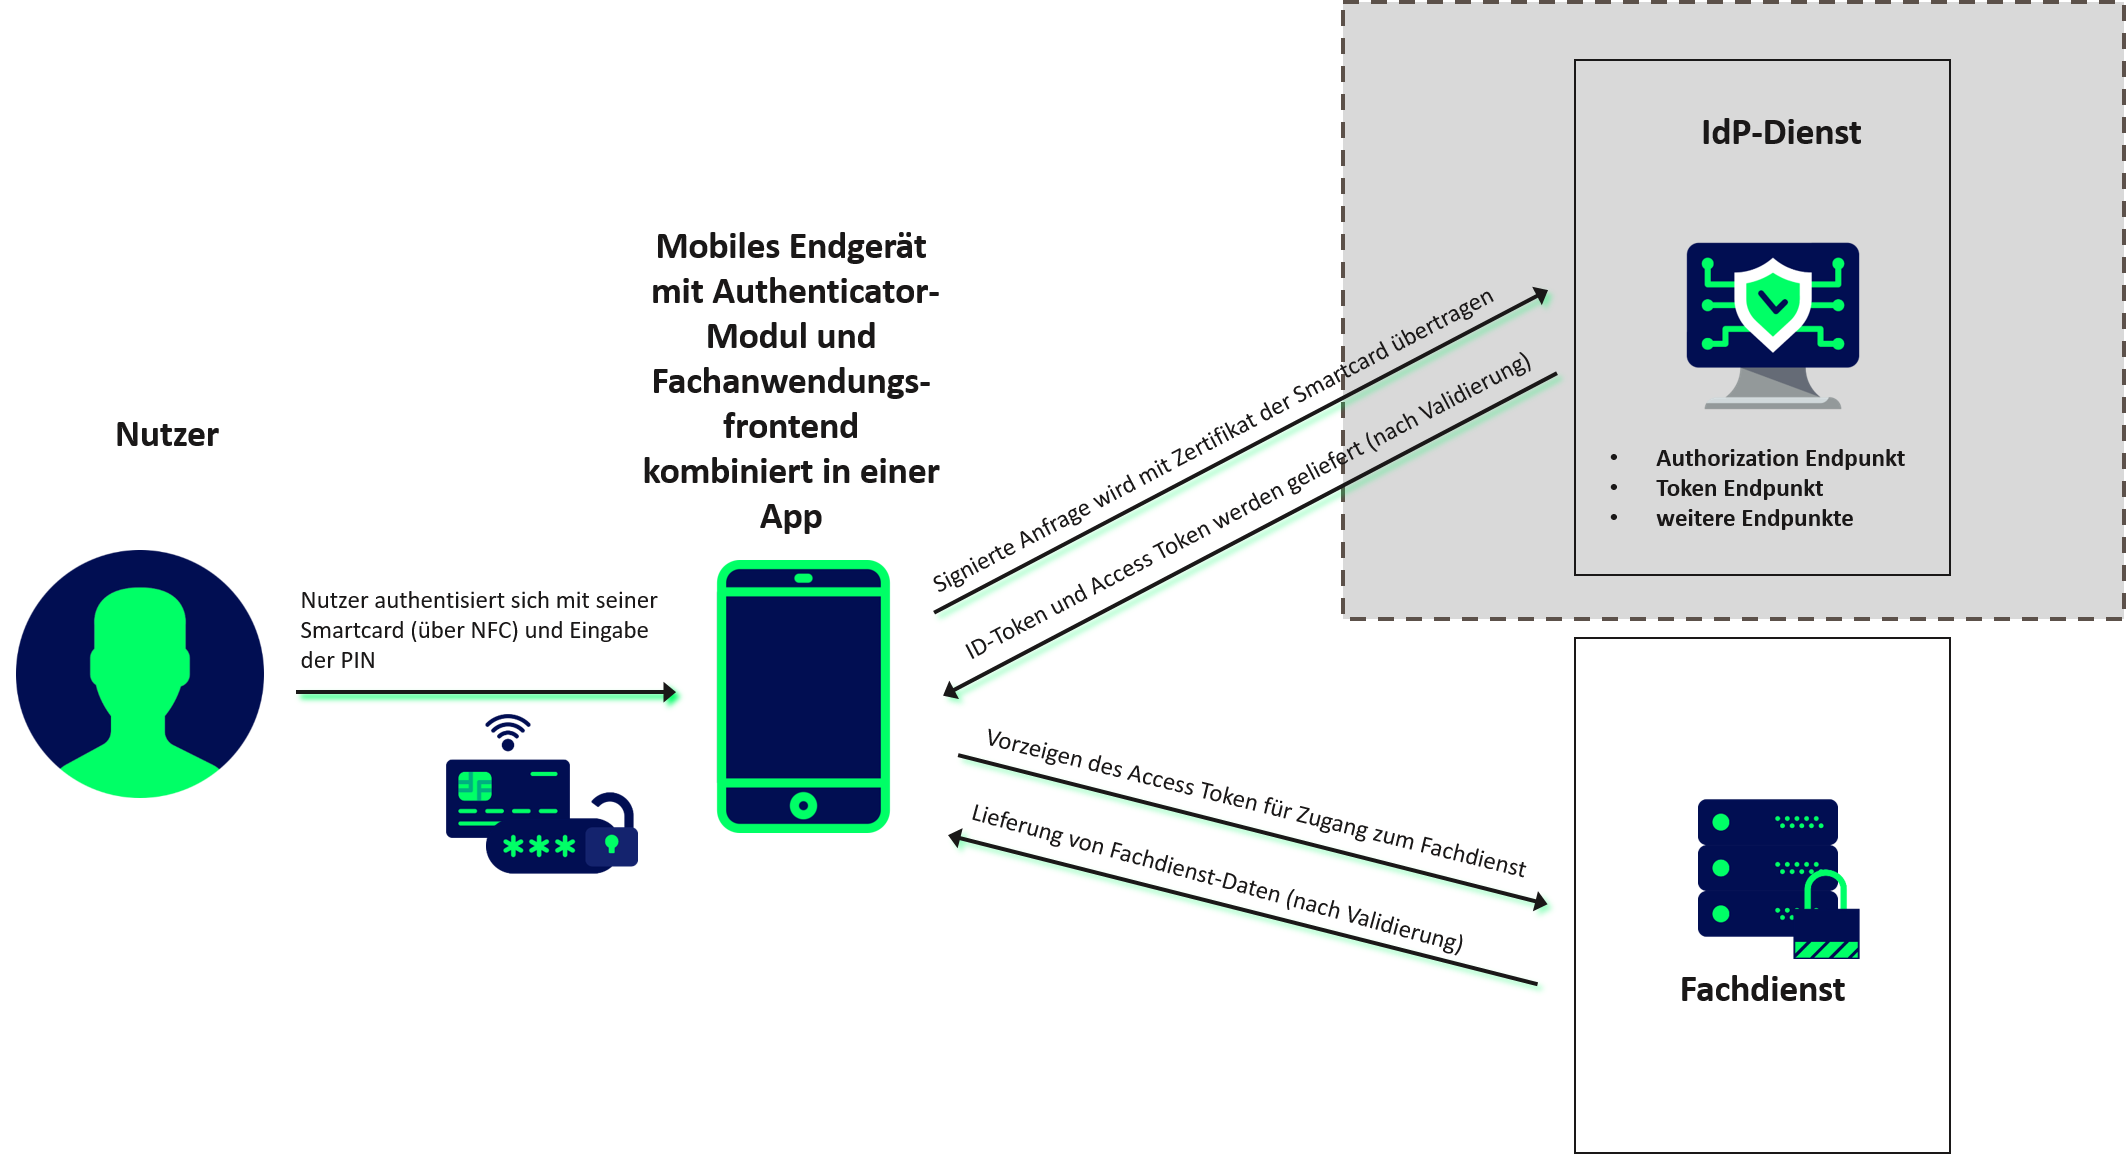 Nutzer
Nutzer authentisiert sich mit seiner
Smartcard (über NFC) und Eingabe
der PIN
***
Mobiles Endgerät
mit Authenticator-
Modul und
Fachanwendungs-
frontend
kombiniert in einer
App
Signierte Anfrage wird mit Zertifikat der Smartcard übertragen
ID-Token und Access Token werden geliefert (nach Validierung)
Vorzeigen des Access Token für Zugang zum Fachdienst
Lieferung von Fachdienst-Daten (nach Validierung)
IdP-Dienst
• Authorization Endpunkt
• Token Endpunkt
• weitere Endpunkte
Fachdienst